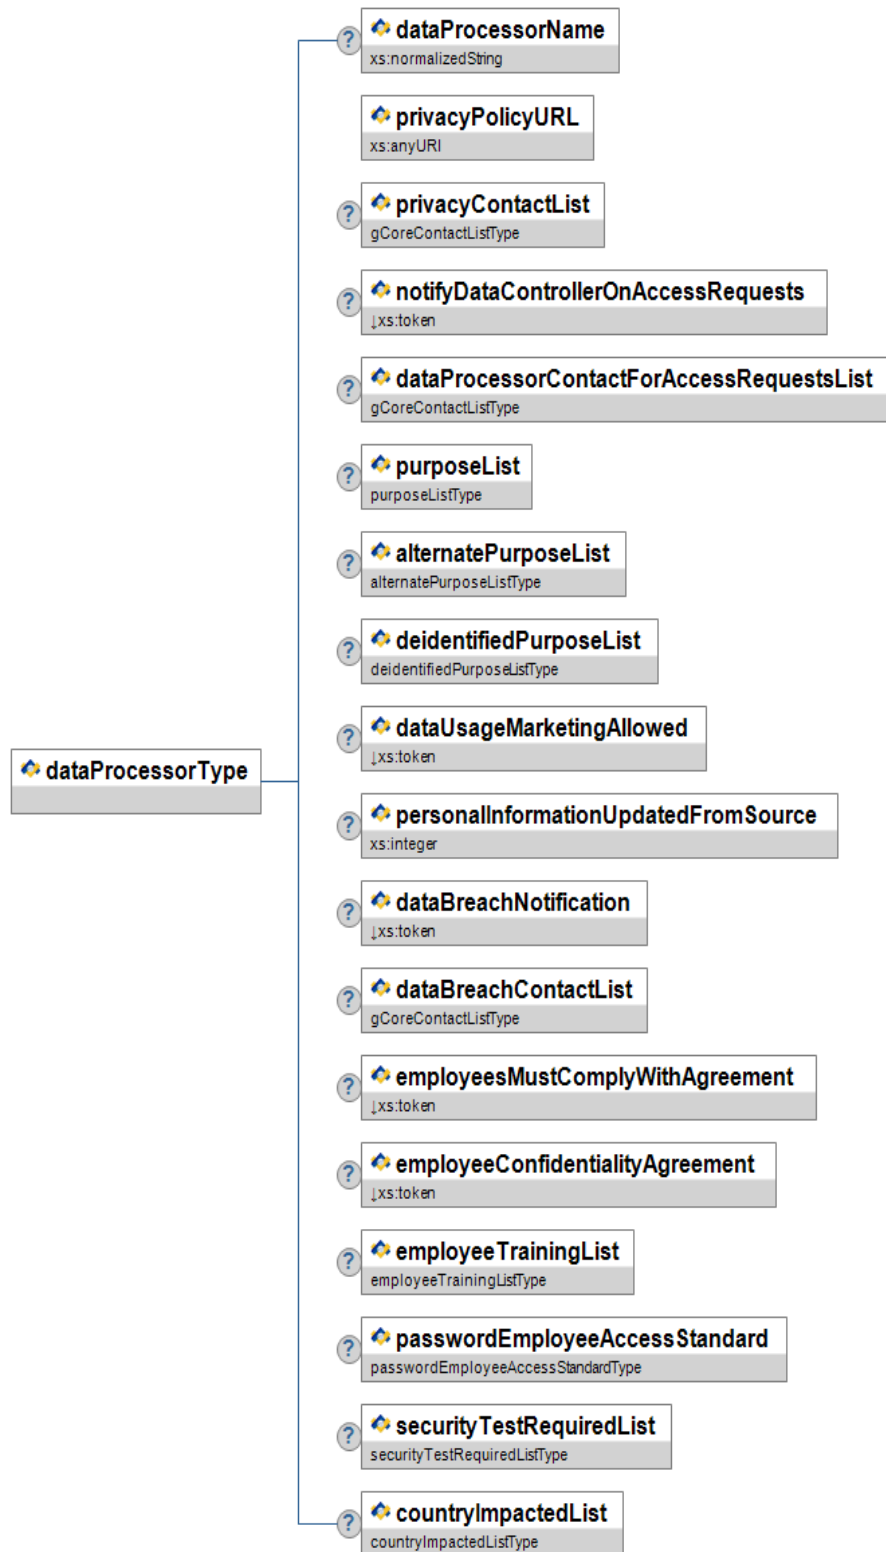 ?
dataProcessorName
xs:normalizedString
privacyPolicyURL
xs:anyURI
?
privacyContactList
gCoreContactListType
?
notifyDataControllerOnAccessRequests
↓xs:token
?
dataProcessorContactForAccessRequestsList
gCoreContactListType
?
purposeList
purposeListType
?
alternatePurposeList
alternatePurposeListType
?
deidentifiedPurposeList
deidentifiedPurposeListType
?
dataUsageMarketingAllowed
↓xs:token
dataProcessorType
?
personalInformationUpdatedFromSource
xs:integer
?
dataBreachNotification
↓xs:token
?
dataBreachContactList
gCoreContactListType
?
employeesMustComplyWithAgreement
↓xs:token
?
employeeConfidentialityAgreement
↓xs:token
?
employeeTrainingList
employeeTrainingListType
?
passwordEmployeeAccessStandard
passwordEmployeeAccessStandardType
?
securityTestRequiredList
securityTestRequiredListType
?
countryImpactedList
countryImpactedListType